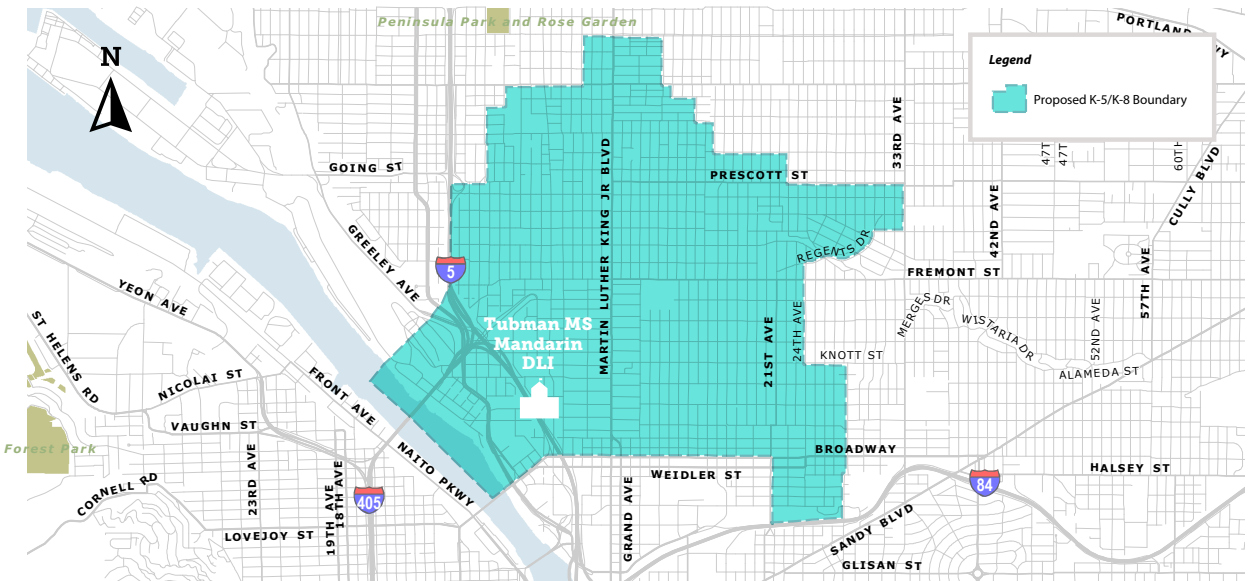 Peninsula Park and Rose Garden
PORTLAND
WY
N
Legend
Proposed K-5/K-8 Boundary
33RD AVE
47T
47T
60TH
CULLY BLVD
GOING ST
MARTIN LUTHER KING JR BLVD
PRESCOTT ST
42ND AVE
GREELEY AVE
REGENTS DR
5
FREMONT ST
57TH AVE
YEON AVE
MERGES DR
WISTARIA DR
52ND AVE
ST HELENS RD
Tubman MS
Mandarin
DLI
21ST AVE
24TH AVE
KNOTT ST
ALAMEDA ST
NICOLAI ST
FRONT AVE
VAUGHN ST
Forest Park
NAITO PKWY
BROADWAY
WEIDLER ST
HALSEY ST
23RD AVE
19TH AVE
18TH AVE
CORNELL RD
405
84
GRAND AVE
SANDY BLVD
LOVEJOY ST
GLISAN ST